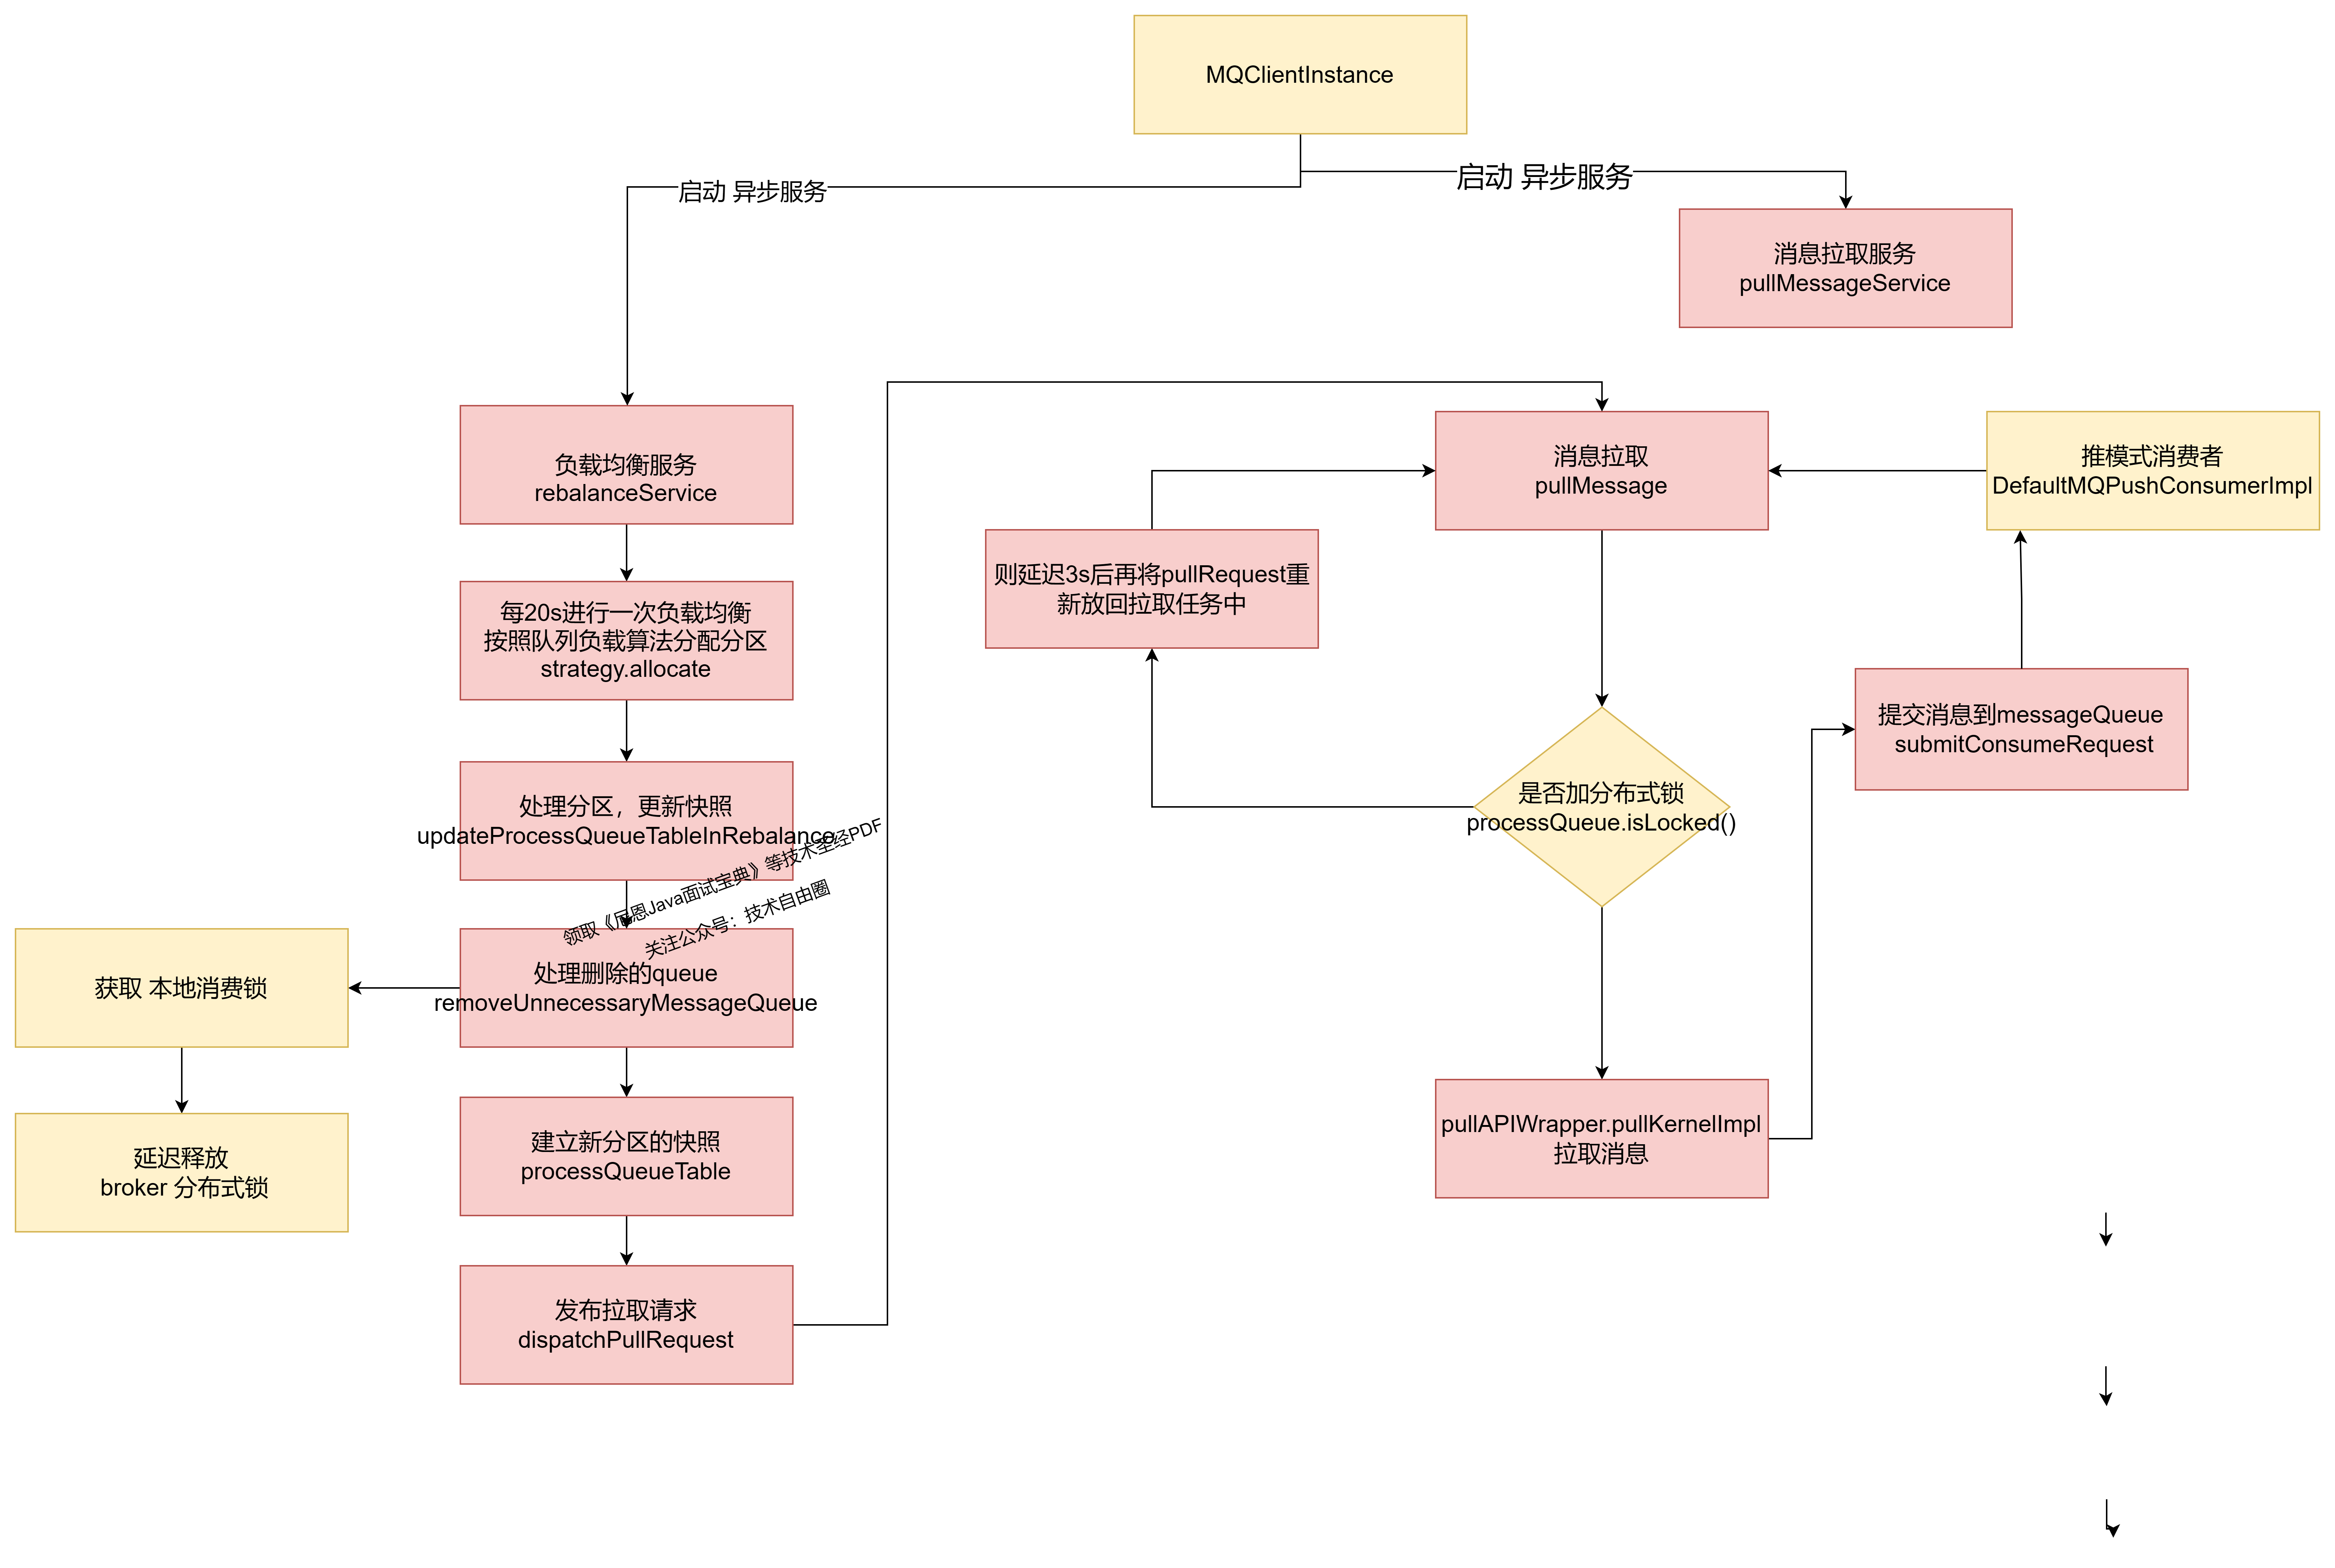 MQClientInstance
启动 异步服务
启动 异步服务
消息拉取服务
pullMessageService
负载均衡服务
rebalanceService
每20s进行一次负载均衡
按照队列负载算法分配分区
strategy.allocate
处理分区，更新快照
updateProcessQueueTableInRebalance
领取《尼恩Java面试宝典》等技术圣经PDF
关注公众号：技术自由圈
处理删除的queue
removeUnnecessaryMessageQueue
获取 本地消费锁
延迟释放
broker 分布式锁
建立新分区的快照
processQueueTable
发布拉取请求
dispatchPullRequest
消息拉取
pullMessage
推模式消费者
DefaultMQPushConsumerImpl
则延迟3s后再将pullRequest重
新放回拉取任务中
提交消息到messageQueue
submitConsumeRequest
是否加分布式锁
processQueue.isLocked()
pullAPIWrapper.pullKernelImpl
拉取消息